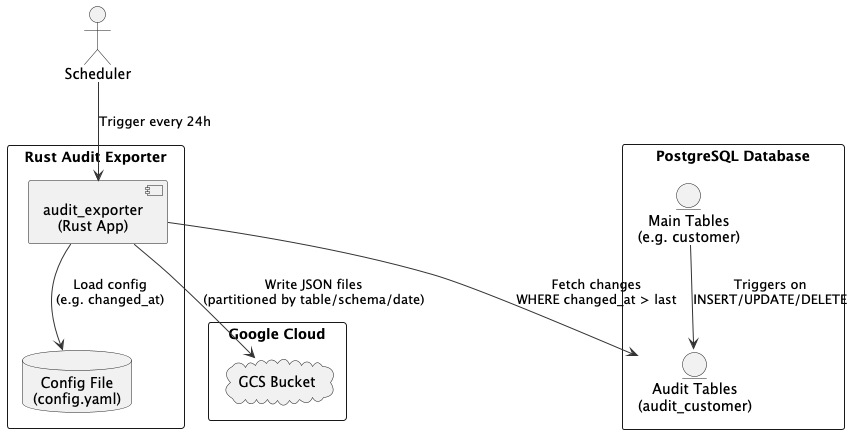 Scheduler
Trigger every 24h
Rust Audit Exporter
audit_exporter
(Rust App)
Load config
(e.g. changed_at)
Config File
(config.yaml)
Write JSON files
(partitioned by table/schema/date)
Google Cloud
GCS Bucket
Fetch changes
WHERE changed_at > last
PostgreSQL Database
Main Tables
(e.g. customer)
Triggers on
INSERT/UPDATE/DELETE
Audit Tables
(audit_customer)